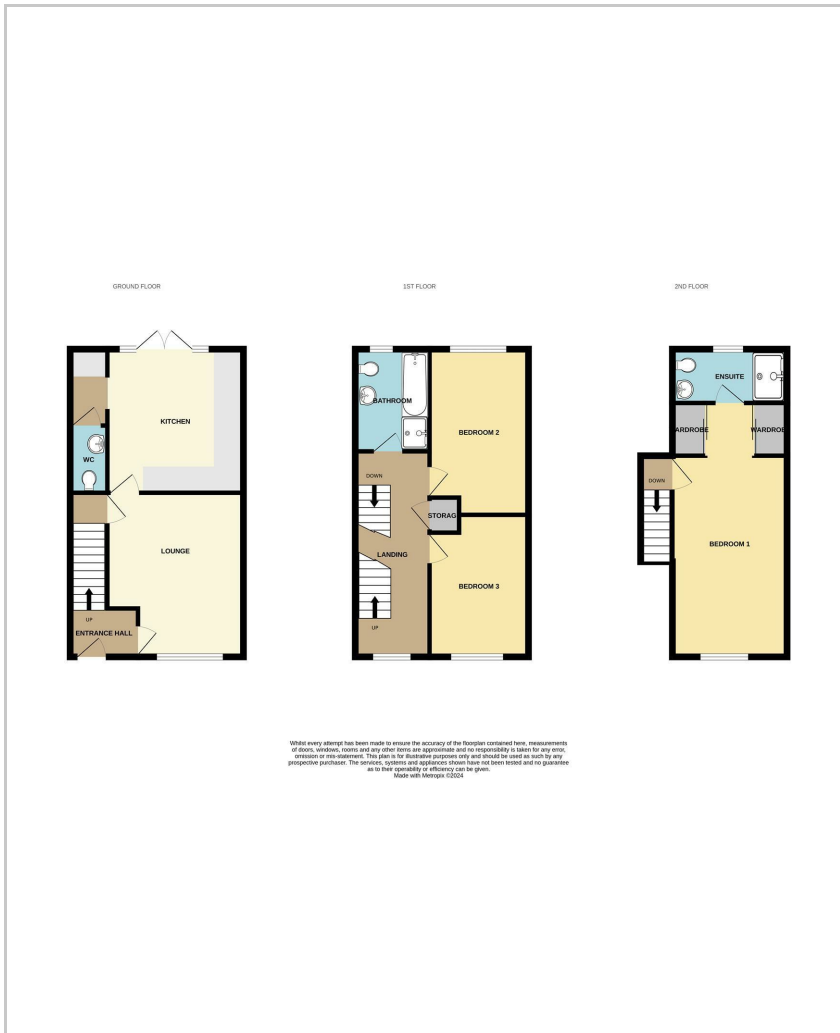 GROUND FLOOR
KITCHEN
WC
LOUNGE
UP
ENTRANCE HALL
1ST FLOOR
BATHROOM
BEDROOM 2
DOWN
STORAG
LANDING
BEDROOM 3
UP
2ND FLOOR
ENSUITE
ARDROBE
WARDROBE
DOWN
BEDROOM 1
Whilst every attempt has been made to ensure the accuracy of the floorplan contained here, measurements
of doors, windows, rooms and any other items are approximate and no responsibility is taken for any error,
omission or mis-statement. This plan is for illustrative purposes only and should be used as such by any
prospective purchaser. The services, systems and appliances shown have not been tested and no guarantee
as to their operability or efficiency can be given.
Made with Metropix ©2024